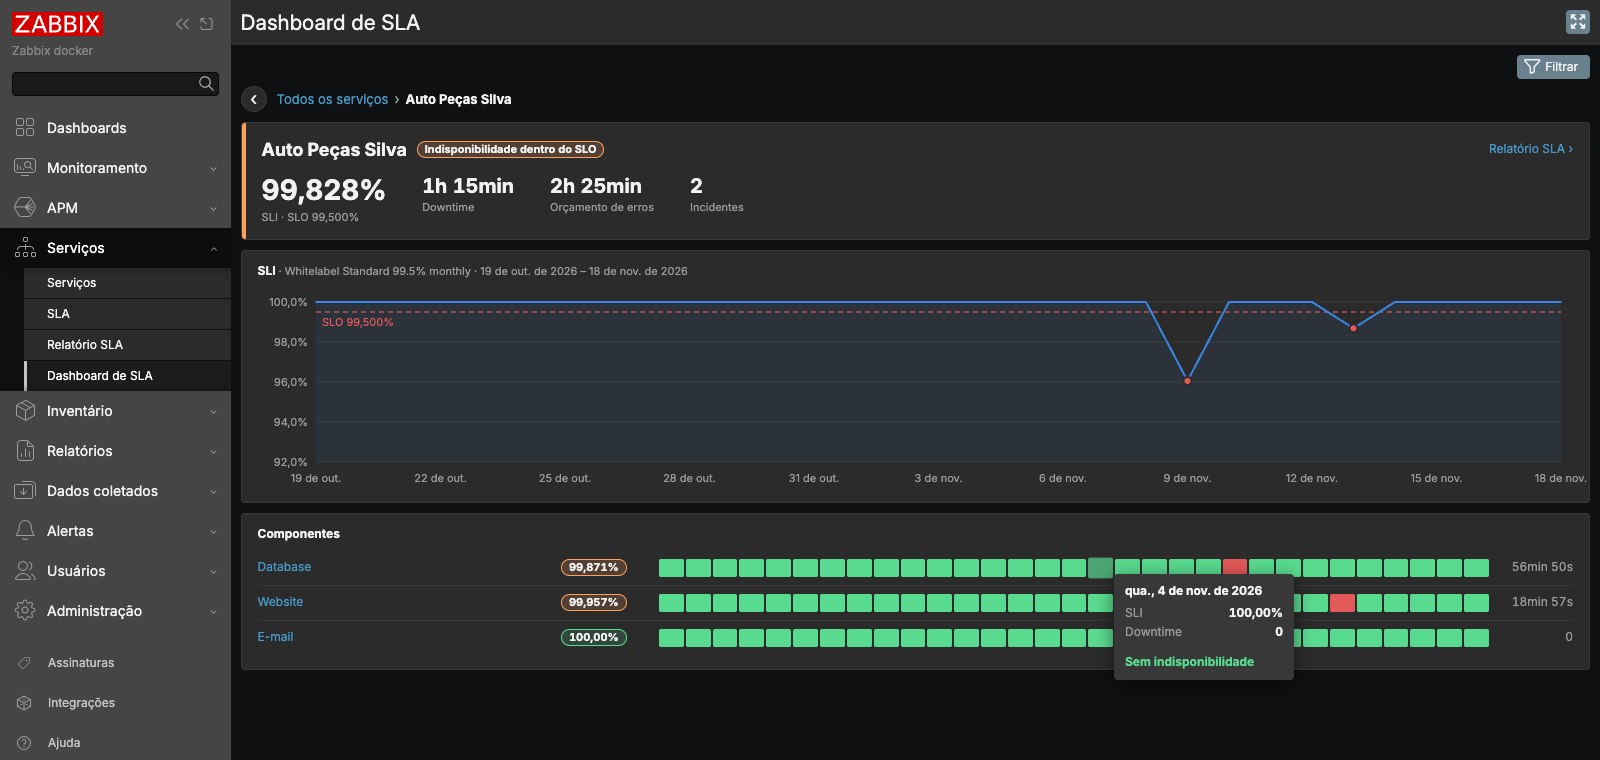 ZABBIX
Zabbix docker
Dashboards
Monitoramento
APM
Serviços
Serviços
SLA
Relatório SLA
Dashboard de SLA
Inventário
Relatórios
Dados coletados
Alertas
Usuários
Administração
Assinaturas
Integrações
Ajuda
Dashboard de SLA
Filtrar
Todos os serviços › Auto Peças Silva
Auto Peças Silva Indisponibilidade dentro do SLO
Relatório SLA ›
99,828% 1h 15min 2h 25min 2
SLI · SLO 99,500% Downtime Orçamento de erros Incidentes
SLI · Whitelabel Standard 99.5% monthly · 19 de out. de 2026 – 18 de nov. de 2026
100,0%
SLO 99,500%
98,0%
96,0%
94,0%
92,0%
19 de out. 22 de out. 25 de out. 28 de out. 31 de out. 3 de nov. 6 de nov. 9 de nov. 12 de nov. 15 de nov. 18 de nov.
Componentes
Database 99,871% 56min 50s
Website 99,957% 18min 57s
E-mail 100,00% 0
qua., 4 de nov. de 2026
SLI 100,00%
Downtime 0
Sem indisponibilidade